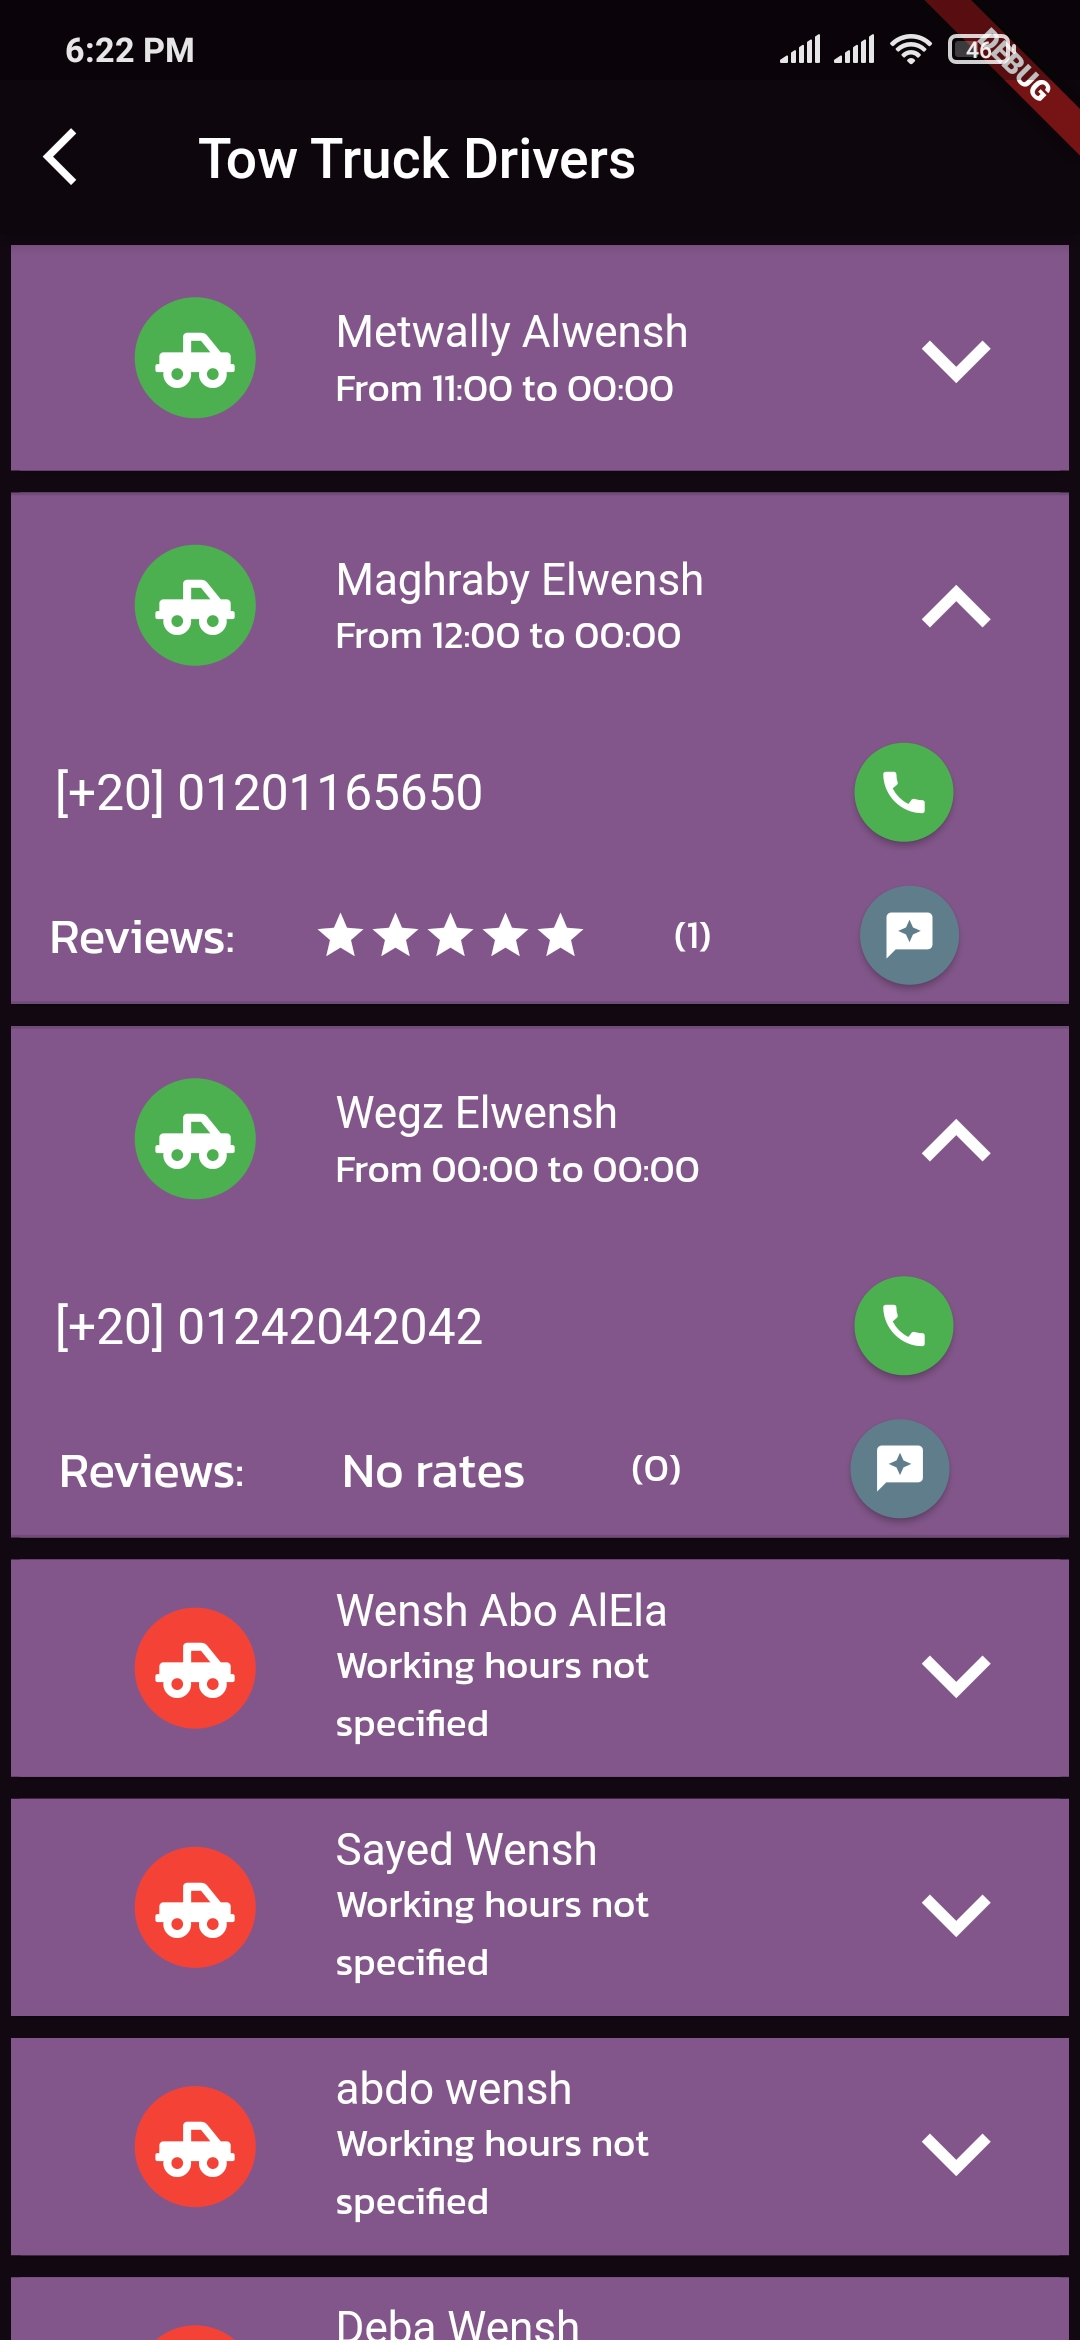 6:22 PM
46
DEBUG
Tow Truck Drivers
Metwally Alwensh
From 11:00 to 00:00
Maghraby Elwensh
From 12:00 to 00:00
[+20] 01201165650
Reviews:
(1)
Wegz Elwensh
From 00:00 to 00:00
[+20] 01242042042
Reviews: No rates (0)
Wensh Abo AlEla
Working hours not
specified
Sayed Wensh
Working hours not
specified
abdo wensh
Working hours not
specified
Deba Wensh